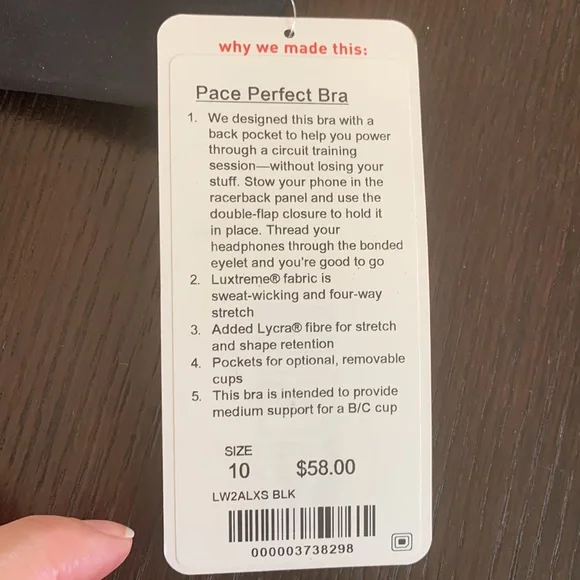 why we made this:
Pace Perfect Bra
1. We designed this bra with a
back pocket to help you power
through a circuit training
session—without losing your
stuff. Stow your phone in the
racerback panel and use the
double-flap closure to hold it
in place. Thread your
headphones through the bonded
eyelet and you're good to go
2. Luxtreme® fabric is
sweat-wicking and four-way
stretch
3. Added Lycra® fibre for stretch
and shape retention
4. Pockets for optional, removable
cups
5. This bra is intended to provide
medium support for a B/C cup
SIZE
10 $58.00
LW2ALXS BLK
000003738298